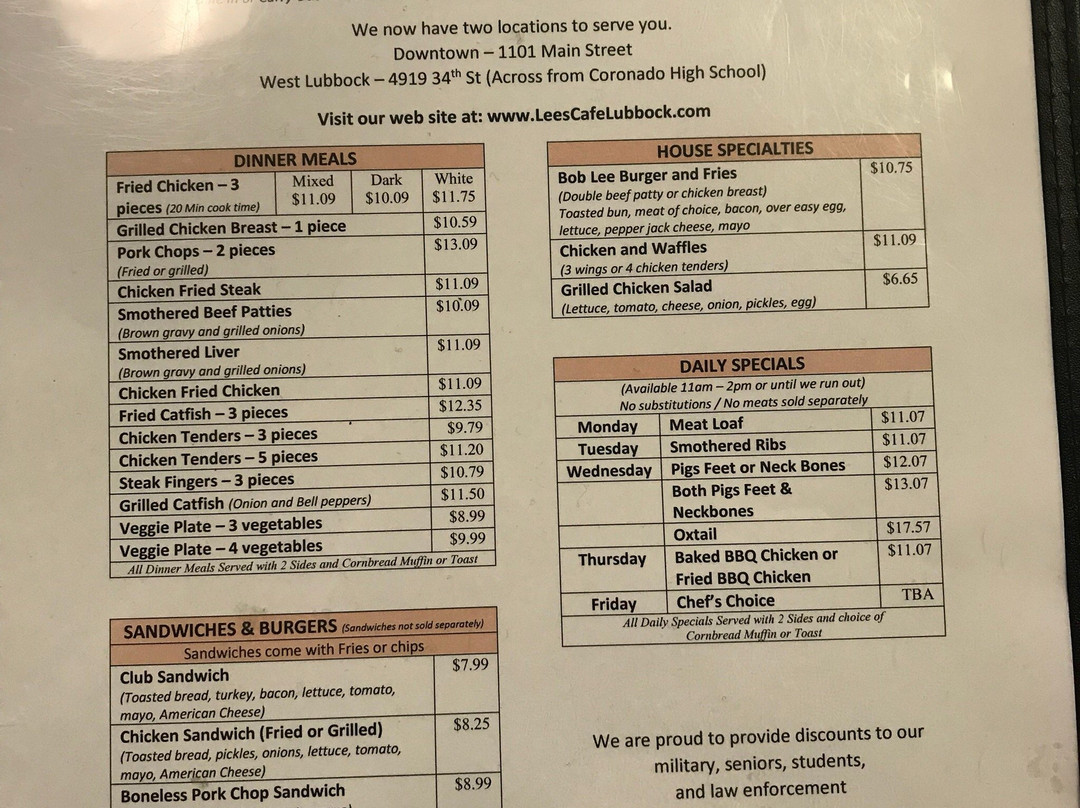 We now have two locations to serve you.
Downtown – 1101 Main Street
West Lubbock – 4919 34th St (Across from Coronado High School)
Visit our web site at: www.LeesCafeLubbock.com
DINNER MEALS
Fried Chicken – 3 pieces (20 Min cook time) Mixed $11.09 Dark $10.09 White $11.75
Grilled Chicken Breast – 1 piece $10.59
Pork Chops – 2 pieces $13.09
(Fried or grilled)
Chicken Fried Steak $11.09
Smothered Beef Patties $10.09
(Brown gravy and grilled onions)
Smothered Liver $11.09
(Brown gravy and grilled onions)
Chicken Fried Chicken $11.09
Fried Catfish – 3 pieces $12.35
Chicken Tenders – 3 pieces $9.79
Chicken Tenders – 5 pieces $11.20
Steak Fingers – 3 pieces $10.79
Grilled Catfish (Onion and Bell peppers) $11.50
Veggie Plate – 3 vegetables $8.99
Veggie Plate – 4 vegetables $9.99
All Dinner Meals Served with 2 Sides and Cornbread Muffin or Toast
SANDWICHES & BURGERS (Sandwiches not sold separately)
Sandwiches come with Fries or chips
Club Sandwich $7.99
(Toasted bread, turkey, bacon, lettuce, tomato,
mayo, American Cheese)
Chicken Sandwich (Fried or Grilled) $8.25
(Toasted bread, pickles, onions, lettuce, tomato,
mayo, American Cheese)
Boneless Pork Chop Sandwich $8.99
HOUSE SPECIALTIES
Bob Lee Burger and Fries $10.75
(Double beef patty or chicken breast)
Toasted bun, meat of choice, bacon, over easy egg,
lettuce, pepper jack cheese, mayo
Chicken and Waffles $11.09
(3 wings or 4 chicken tenders)
Grilled Chicken Salad $6.65
(Lettuce, tomato, cheese, onion, pickles, egg)
DAILY SPECIALS
(Available 11am – 2pm or until we run out)
No substitutions / No meats sold separately
Monday Meat Loaf $11.07
Tuesday Smothered Ribs $11.07
Wednesday Pigs Feet or Neck Bones $12.07
Both Pigs Feet & $13.07
Neckbones
Oxtail $17.57
Thursday Baked BBQ Chicken or $11.07
Fried BBQ Chicken
Friday Chef's Choice TBA
All Daily Specials Served with 2 Sides and choice of
Cornbread Muffin or Toast
We are proud to provide discounts to our
military, seniors, students,
and law enforcement